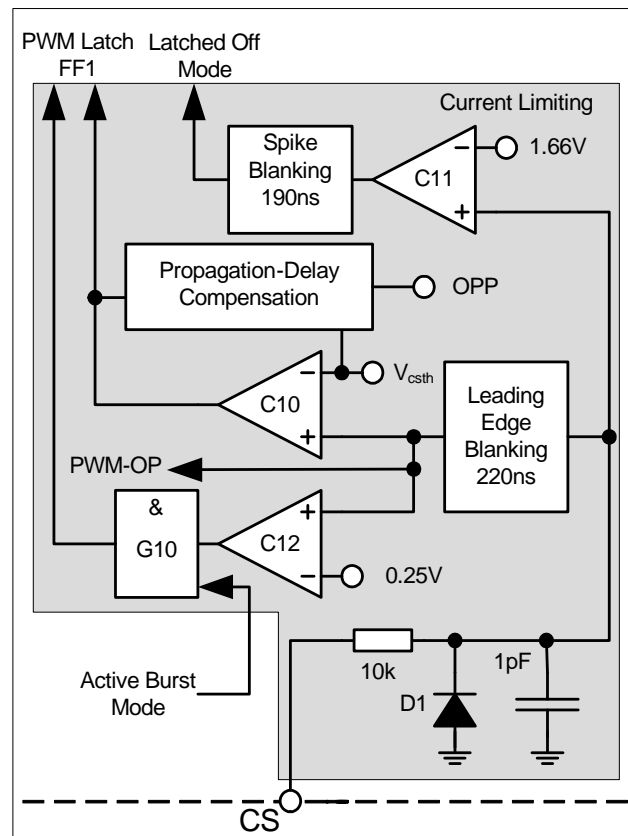 PWM Latch
FF1
Latched Off
Mode
Current Limiting
Spike
Blanking
190ns
C11
1.66V
Propagation-Delay
Compensation
OPP
C10
Vcsth
Leading
Edge
Blanking
220ns
PWM-OP
&
G10
C12
0.25V
Active Burst
Mode
10k
1pF
D1
CS